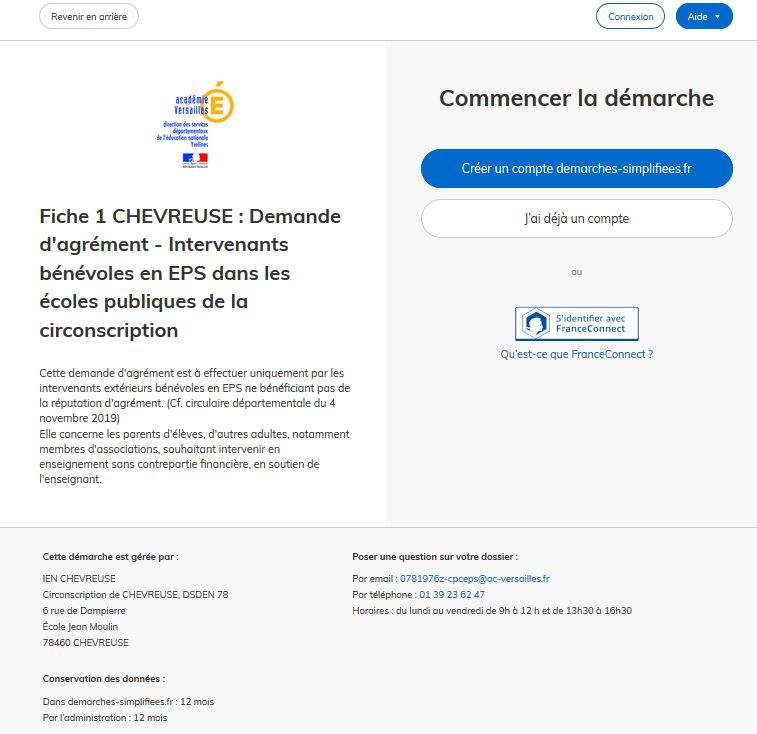 Revenir en arrière
Connexion
Aide
académie
Versailles
direction des services
départementaux
de l'éducation nationale
Yvelines
Fiche 1 CHEVREUSE : Demande
d'agrément - Intervenants
bénévoles en EPS dans les
écoles publiques de la
circonscription
Cette demande d'agrément est à effectuer uniquement par les
intervenants extérieurs bénévoles en EPS ne bénéficiant pas de
la réputation d'agrément. (Cf. circulaire départementale du 4
novembre 2019)
Elle concerne les parents d'élèves, d'autres adultes, notamment
membres d'associations, souhaitant intervenir en
enseignement sans contrepartie financière, en soutien de
l'enseignant.
Commencer la démarche
Créer un compte demarches-simplifiees.fr
J'ai déjà un compte
ou
S'identifier avec
FranceConnect
Qu'est-ce que FranceConnect ?
Cette démarche est gérée par :
IEN CHEVREUSE
Circonscription de CHEVREUSE, DSDEN 78
6 rue de Dampierre
École Jean Moulin
78460 CHEVREUSE
Conservation des données :
Dans demarches-simplifiees.fr : 12 mois
Par l'administration : 12 mois
Poser une question sur votre dossier :
Par email : 0781976z-cpceps@ac-versailles.fr
Par téléphone : 01 39 23 62 47
Horaires : du lundi au vendredi de 9h à 12 h et de 13h30 à 16h30